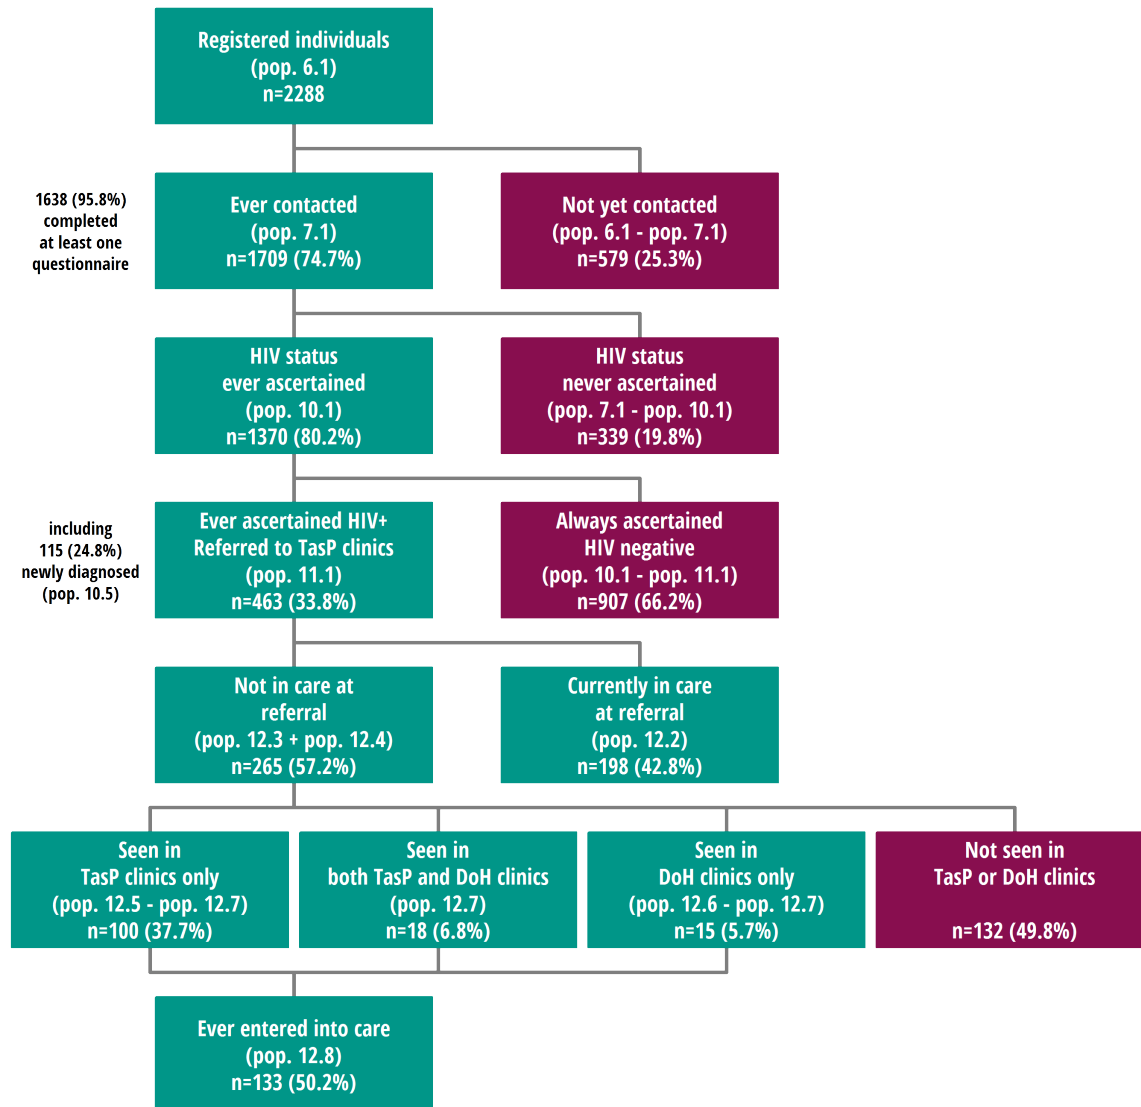 Registered individuals
(pop. 6.1)
n=2288
1638 (95.8%)
completed
at least one
questionnaire
Ever contacted
(pop. 7.1)
n=1709 (74.7%)
Not yet contacted
(pop. 6.1 - pop. 7.1)
n=579 (25.3%)
HIV status
ever ascertained
(pop. 10.1)
n=1370 (80.2%)
HIV status
never ascertained
(pop. 7.1 - pop. 10.1)
n=339 (19.8%)
including
115 (24.8%)
newly diagnosed
(pop. 10.5)
Ever ascertained HIV+
Referred to TasP clinics
(pop. 11.1)
n=463 (33.8%)
Always ascertained
HIV negative
(pop. 10.1 - pop. 11.1)
n=907 (66.2%)
Not in care at
referral
(pop. 12.3 + pop. 12.4)
n=265 (57.2%)
Currently in care
at referral
(pop. 12.2)
n=198 (42.8%)
Seen in
TasP clinics only
(pop. 12.5 - pop. 12.7)
n=100 (37.7%)
Seen in
both TasP and DoH clinics
(pop. 12.7)
n=18 (6.8%)
Seen in
DoH clinics only
(pop. 12.6 - pop. 12.7)
n=15 (5.7%)
Not seen in
TasP or DoH clinics
n=132 (49.8%)
Ever entered into care
(pop. 12.8)
n=133 (50.2%)